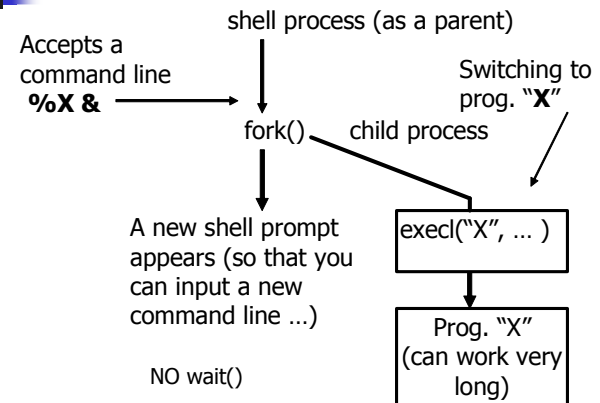 shell process (as a parent)
Accepts a
command line
%X &
Switching to
prog. “X”
fork()
child process
A new shell prompt
appears (so that you
can input a new
command line ...)
execl(“X”, ... )
Prog. “X”
(can work very
long)
NO wait()